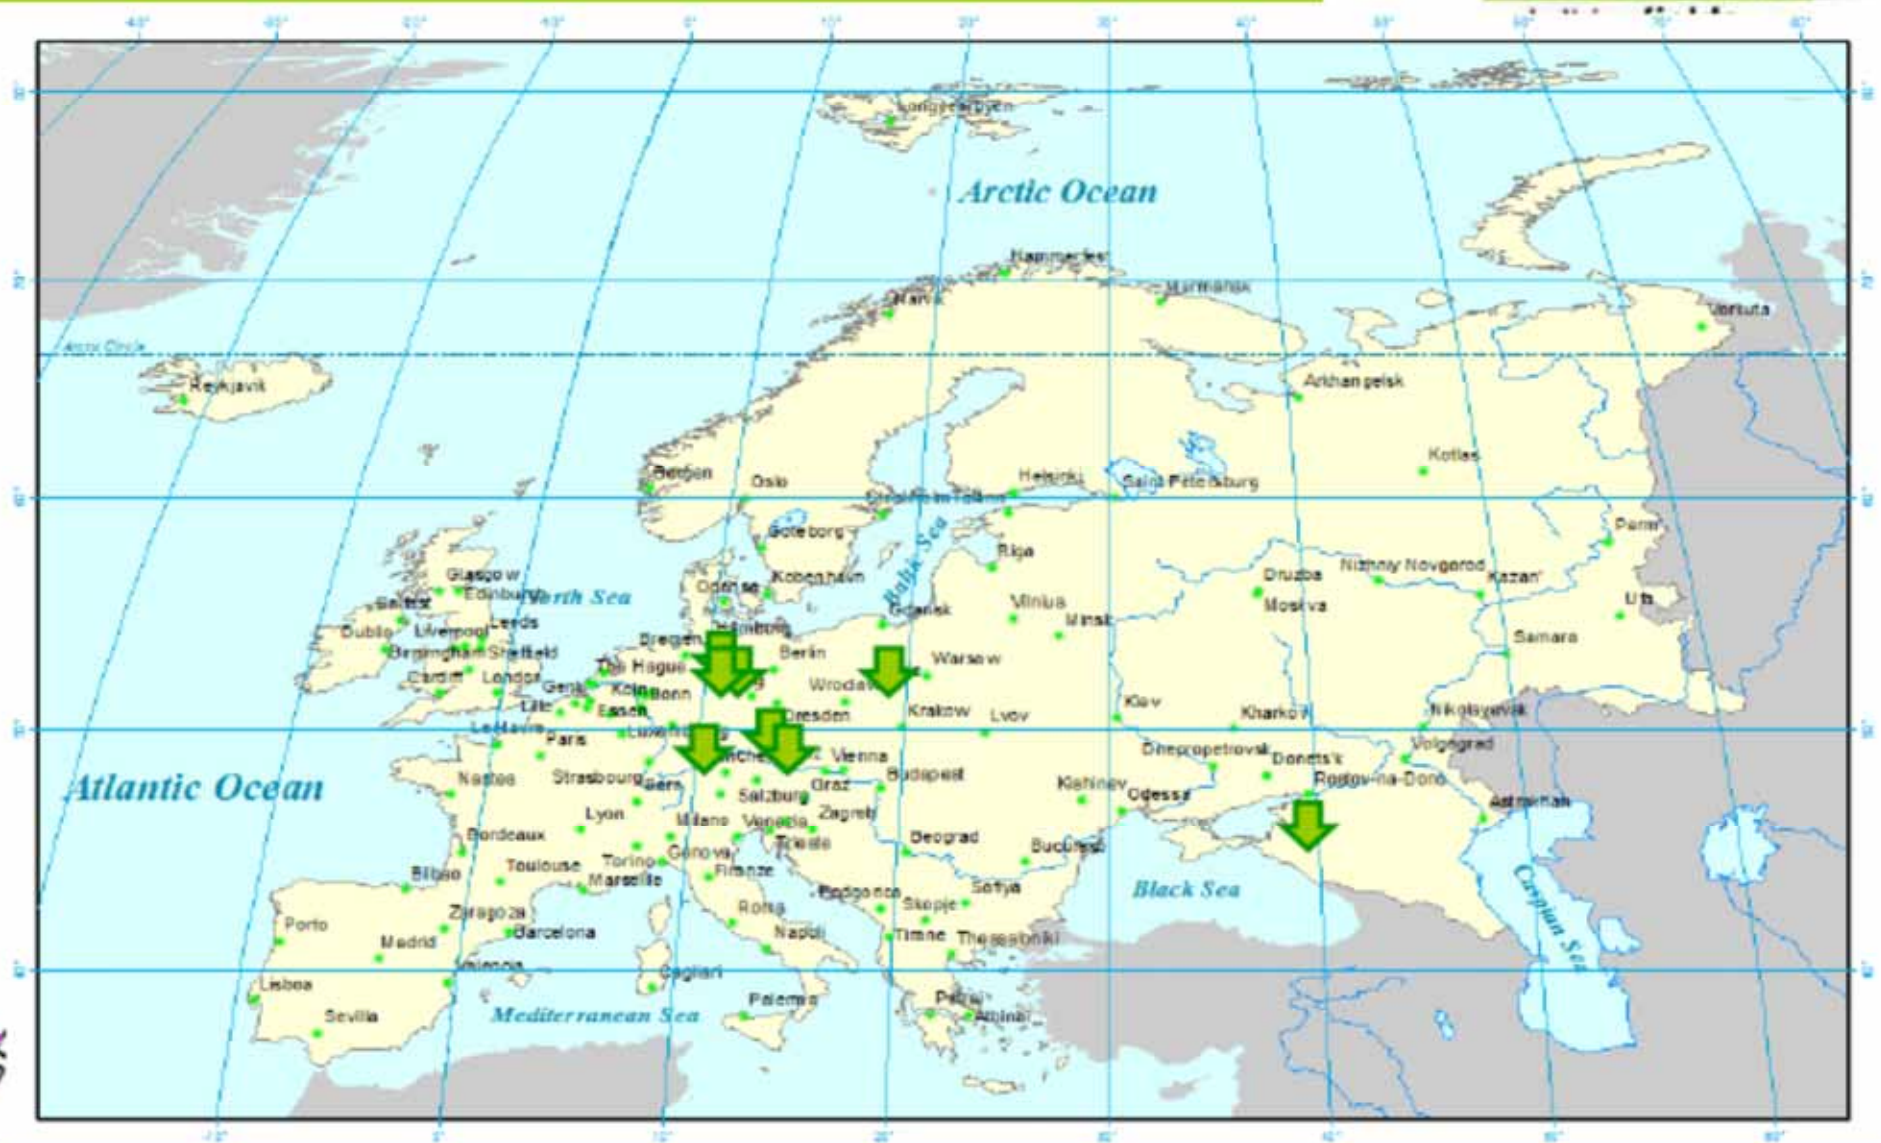 Longyearbyen
Arctic Ocean
Hammerfest
Narvik
Murmansk
Vorkuta
Arctic Circle
Reykjavik
Arkhangelsk
Kotlas
Bergen
Oslo
Helsinki
Saint Petersburg
Stockholm Tallinn
Perm'
Goteborg
Baltic Sea
Riga
Nizhniy Novgorod
Kazan'
Druzba
Moskva
Ufa
Glasgow
Edinburgh
North Sea
Odense
Kobenhavn
Belfast
Gdansk
Vilnius
Minsk
Dublin
Liverpool
Leeds
Hamburg
Samara
Bremen
Birmingham
Sheffield
Berlin
Warsaw
The Hague
Cardiff
London
Genk
Koln
Bonn
Wroclaw
Lille
Essen
Dresden
Krakow
Lvov
Kiev
Kharkov
Nikolayevsk
Le Havre
Paris
Luxembourg
Volgograd
Vienna
Dnepropetrovsk
Donets'k
Atlantic Ocean
Nantes
Strasbourg
Bern
Graz
Budapest
Kishinev
Odessa
Rostov-na-Donu
Astrakhan
Salzburg
Lyon
Milano
Venezia
Zagreb
Trieste
Bordeaux
Beograd
Bucuresti
Torino
Genova
Bilbao
Toulouse
Marseille
Firenze
Podgorica
Skopje
Sofiya
Black Sea
Caspian Sea
Porto
Zaragoza
Roma
Madrid
Barcelona
Napoli
Tirane
Thessaloniki
Valencia
Cagliari
Lisboa
Sevilla
Mediterranean Sea
Palermo
Patrai
Athinai